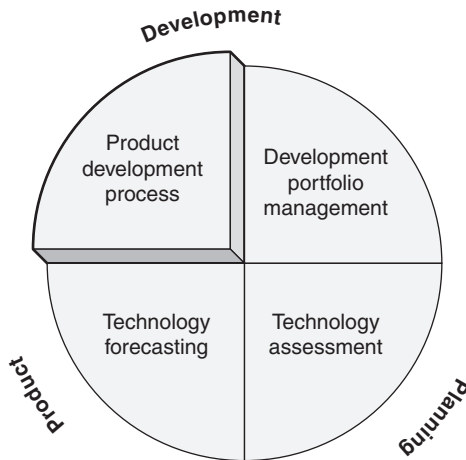 Development
Product
development
process
Development
portfolio
management
Technology
forecasting
Technology
assessment
Product
Planning